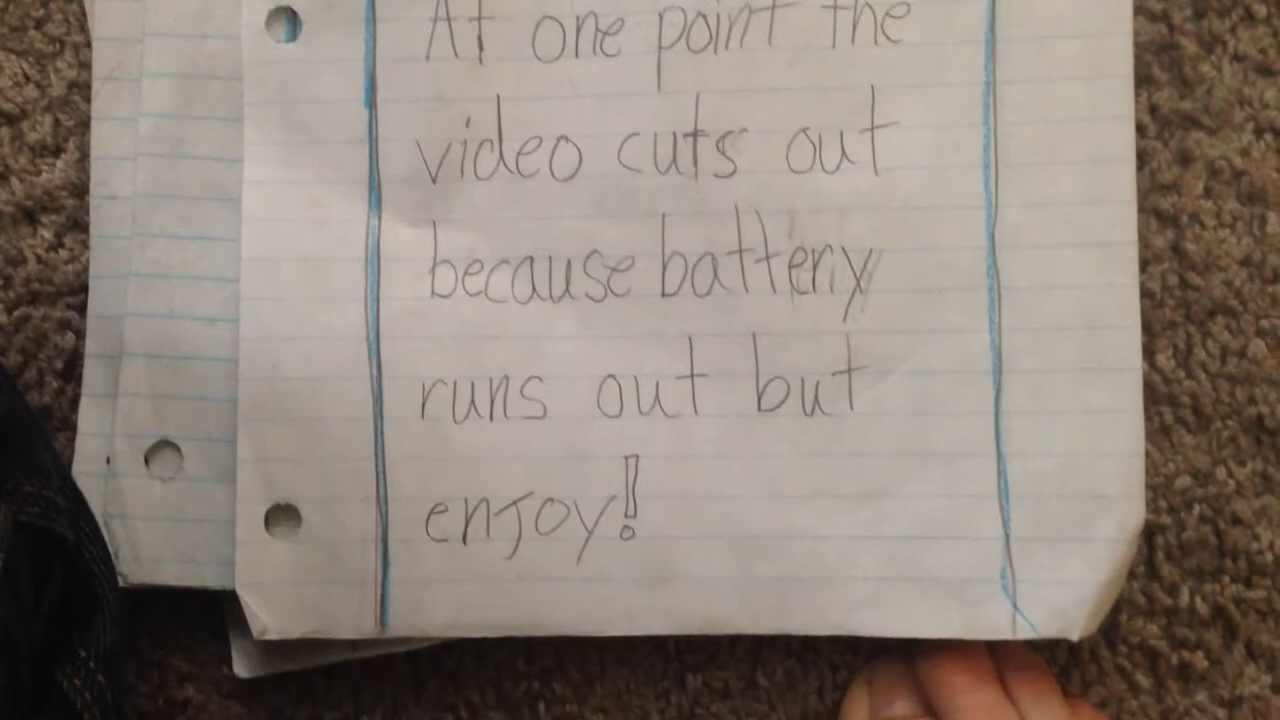 At one point the
video cuts out
because battery
runs out but
enjoy!